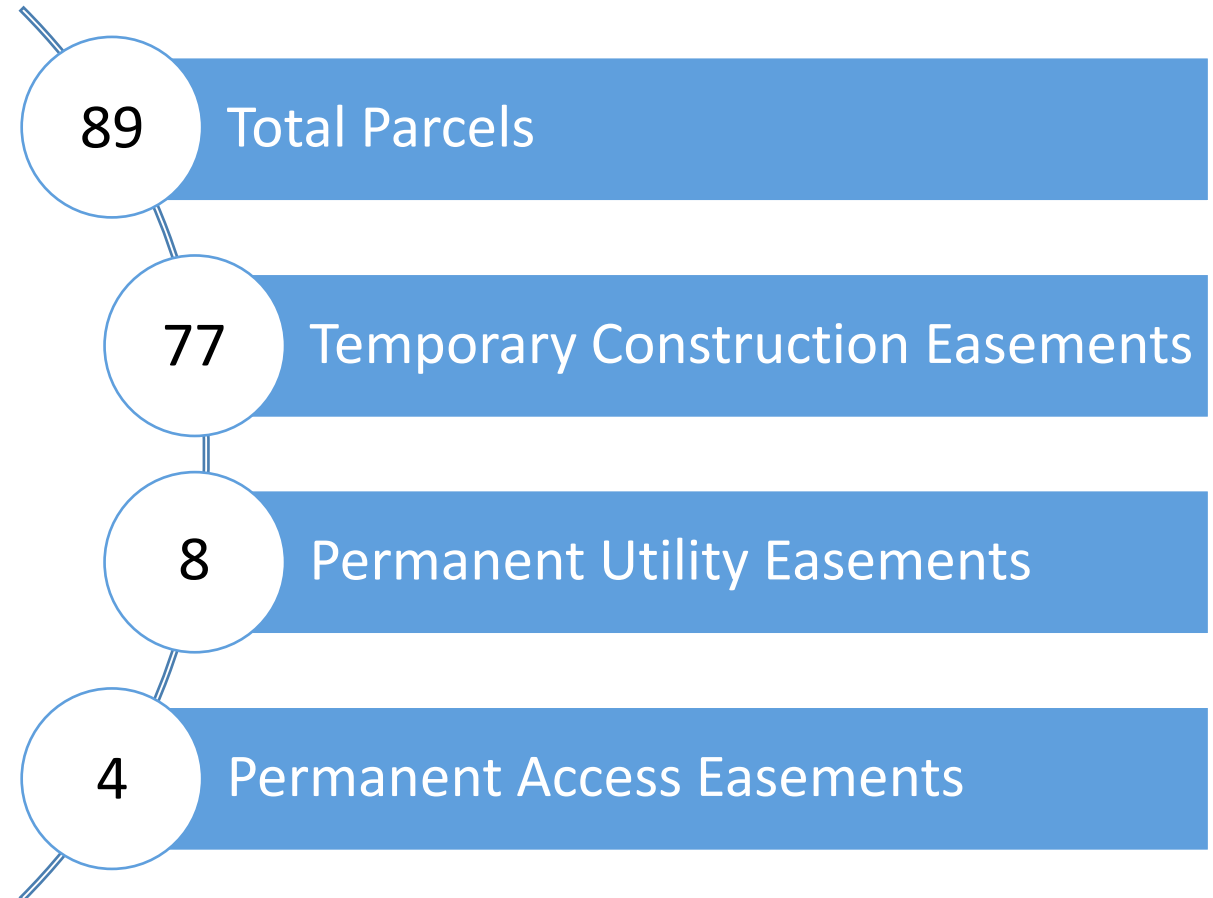 89
Total Parcels
77
Temporary Construction Easements
8
Permanent Utility Easements
4
Permanent Access Easements